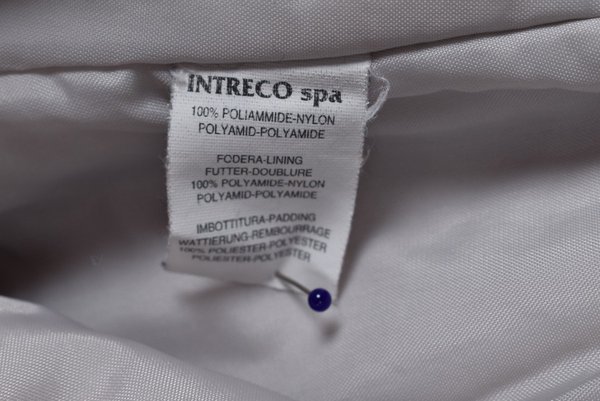 INTRECO spa
100% POLIAMMIDE-NYLON
POLYAMID-POLYAMIDE
FODERA-LINING
FUTTER-DOUBLURE
100% POLYAMIDE-NYLON
POLYAMID-POLYAMIDE
IMBOTTITURA-PADDING
WATTIERUNG-REMBOURRAGE
100% POLIESTER-POLYESTER
POLYESTER-POLYESTER